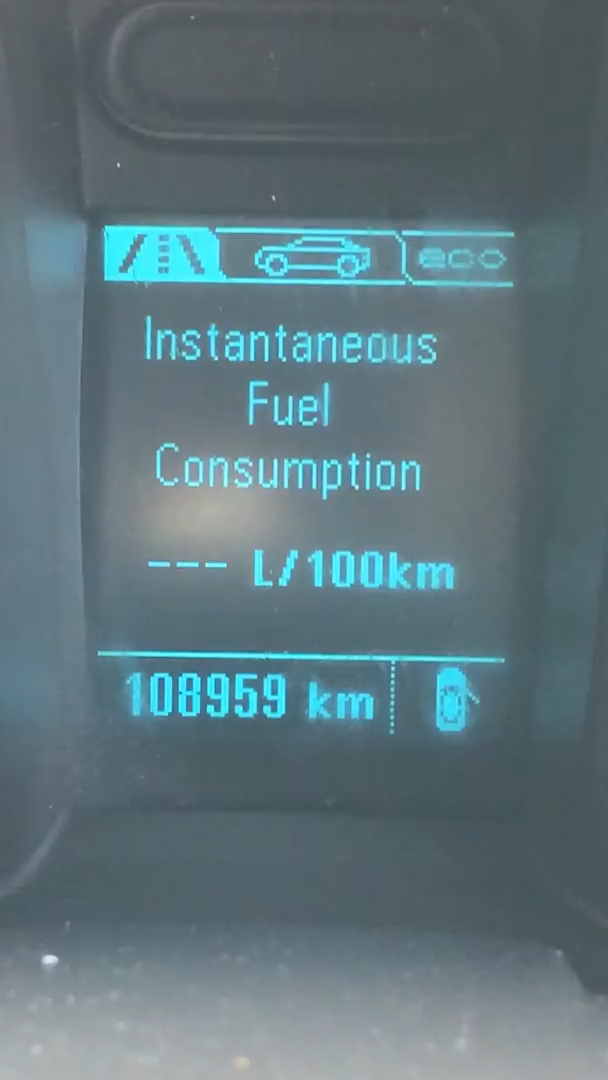 eco
Instantaneous
Fuel
Consumption
--- L/100km
108959 km